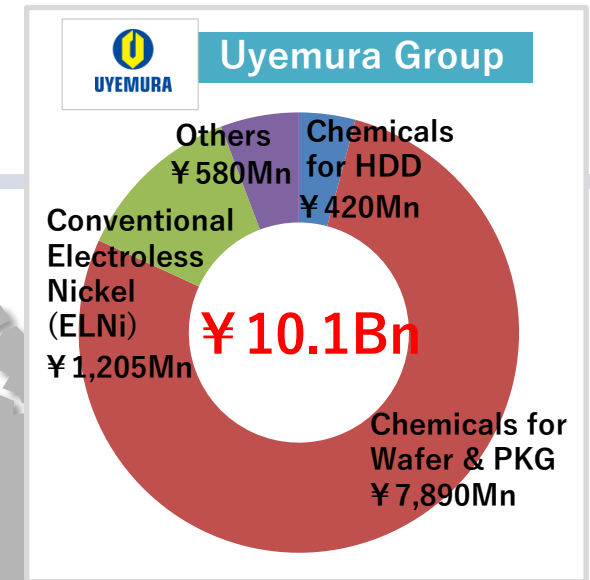 UYEMURA
Uyemura Group
Others
￥580Mn
Chemicals
for HDD
￥420Mn
Conventional
Electroless
Nickel
(ELNi)
￥1,205Mn
￥10.1Bn
Chemicals for
Wafer & PKG
￥7,890Mn